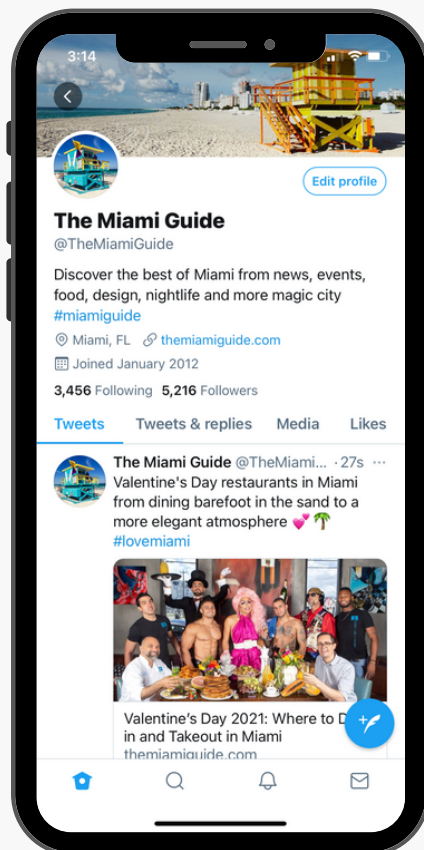 3:14
Edit profile
The Miami Guide
@TheMiamiGuide
Discover the best of Miami from news, events,
food, design, nightlife and more magic city
#miamiguide
Miami, FL themiamiguide.com
Joined January 2012
3,456 Following 5,216 Followers
Tweets Tweets & replies Media Likes
The Miami Guide @TheMiami... · 27s ...
Valentine's Day restaurants in Miami
from dining barefoot in the sand to a
more elegant atmosphere 💕🌴
#lovemiami
Valentine's Day 2021: Where to D
in and Takeout in Miami
themiamiguide.com